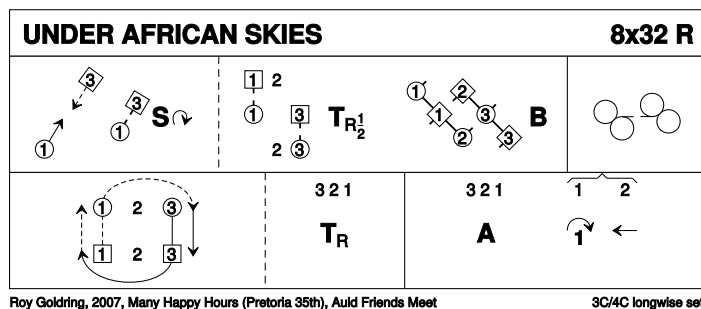 UNDER AFRICAN SKIES 8x32 R
3 3 1 S 1
1 2 1 3 2 3 T R 1/2
1 1 2 2 3 3 B
1 2 3 1 2 3
3 2 1 T R
3 2 1 A
1 2 1
Roy Goldring, 2007, Many Happy Hours (Pretoria 35th), Auld Friends Meet 3C/4C longwise set